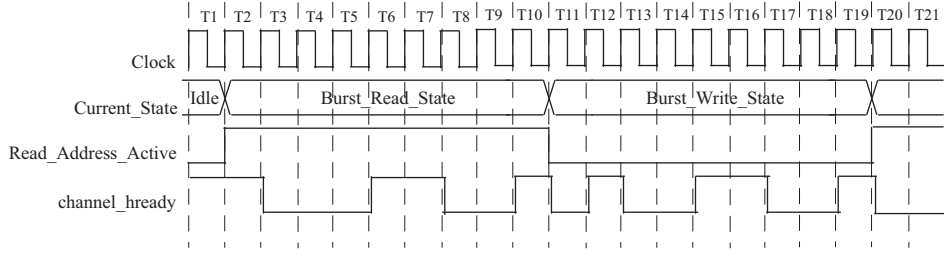 T1 T2 T3 T4 T5 T6 T7 T8 T9 T10 T11 T12 T13 T14 T15 T16 T17 T18 T19 T20 T21
Clock
Current_State Idle Burst_Read_State Burst_Write_State
Read_Address_Active
channel_hready